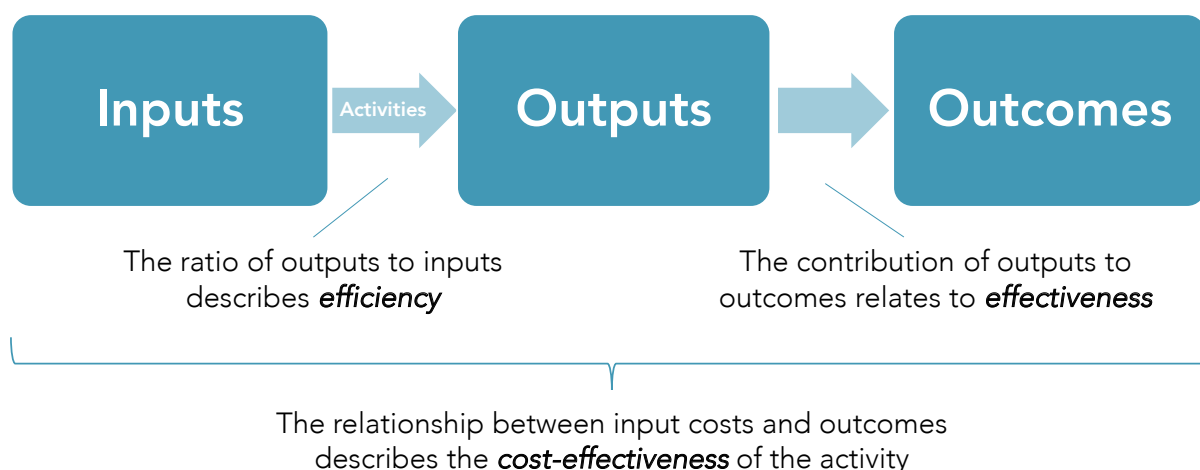 Inputs
Activities
Outputs
Outcomes
The ratio of outputs to inputs
describes efficiency
The contribution of outputs to
outcomes relates to effectiveness
The relationship between input costs and outcomes
describes the cost-effectiveness of the activity